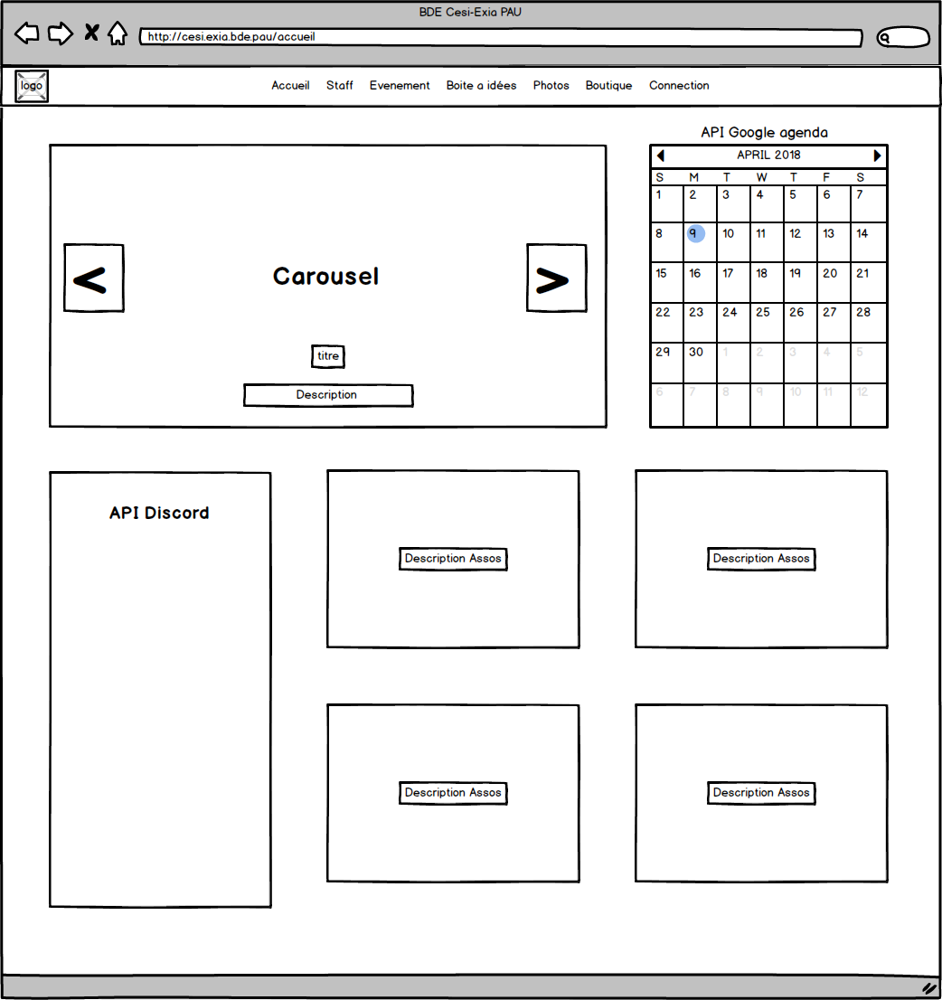 BDE Cesi-Exia PAU
http://cesi.exia.bde.pau/accueil
logo
Accueil Staff Evenement Boite a idées Photos Boutique Connection
API Google agenda
APRIL 2018
S M T W T F S
1 2 3 4 5 6 7
8 9 10 11 12 13 14
15 16 17 18 19 20 21
22 23 24 25 26 27 28
29 30 1 2 3 4 5
6 7 8 9 10 11 12
<
Carousel
>
titre
Description
API Discord
Description Assos
Description Assos
Description Assos
Description Assos